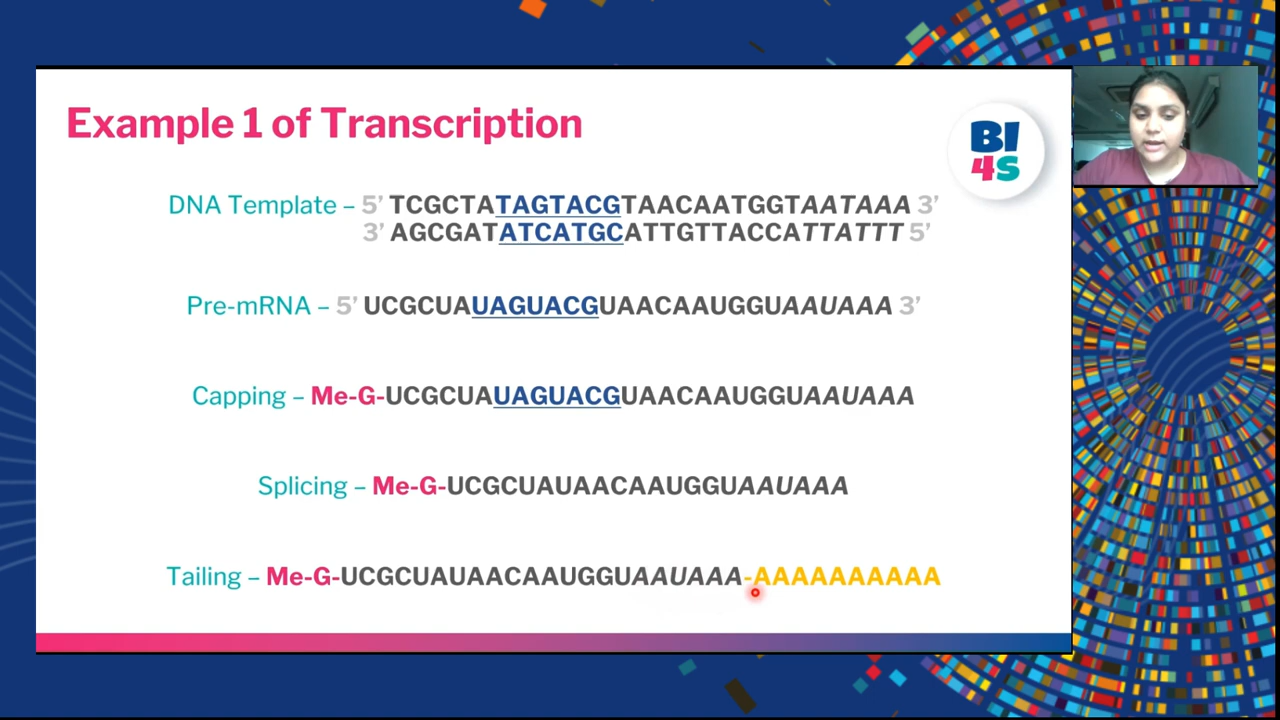 Example 1 of Transcription
BI
4S
DNA Template – 5’ TCGCTATAGTACGTAACAATGGTAATAAA 3’
3’ AGCGATATCATGCATTGTTACCATTATTT 5’
Pre-mRNA – 5’ UCGCUAUAGUACGUAACAAUGGUAAUAAA 3’
Capping – Me-G-UCGCUAUAGUACGUAACAAUGGUAAUAAA
Splicing – Me-G-UCGCUAUAACAAUGGUAAUAAA
Tailing – Me-G-UCGCUAUAACAAUGGUAAUAAA-AAAAAAAAAA